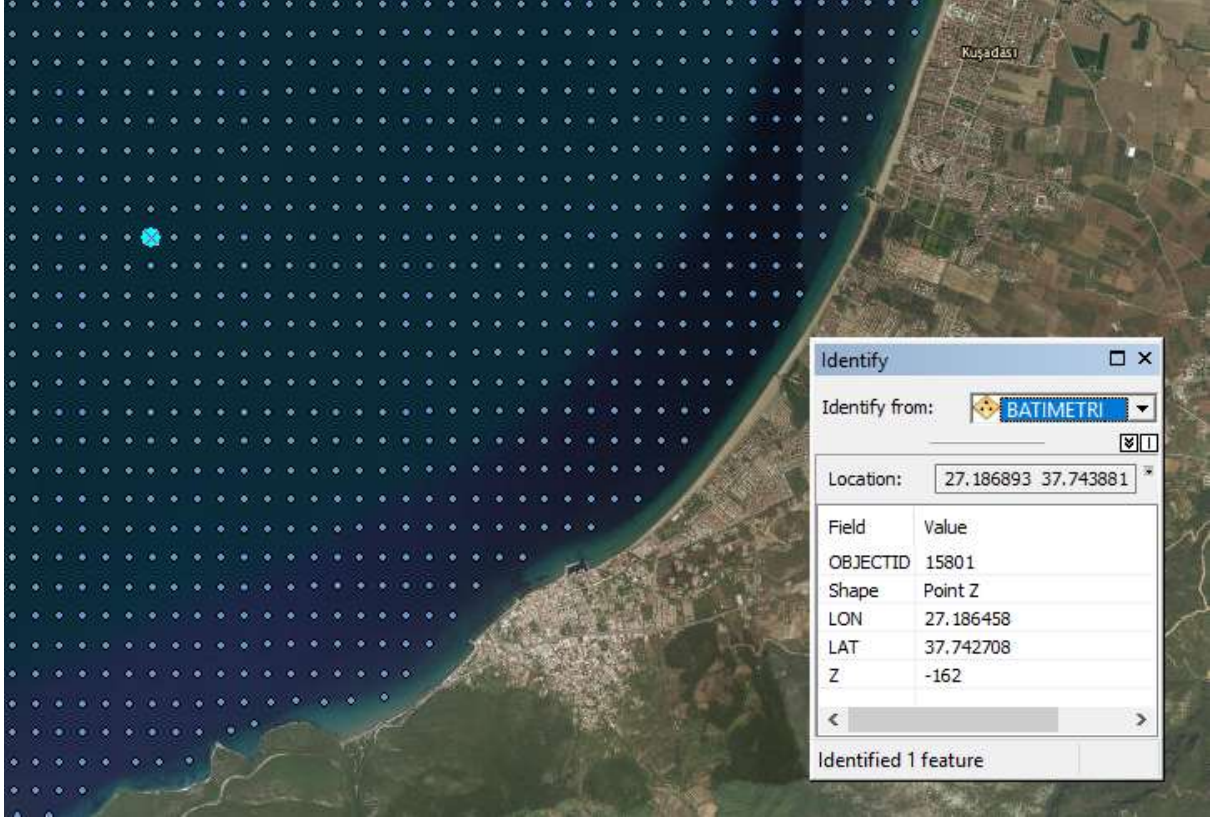 Kuşadası
Identify
Identify from: BATIMETRI
Location: 27.186893 37.743881
Field Value
OBJECTID 15801
Shape Point Z
LON 27.186458
LAT 37.742708
Z -162
Identified 1 feature